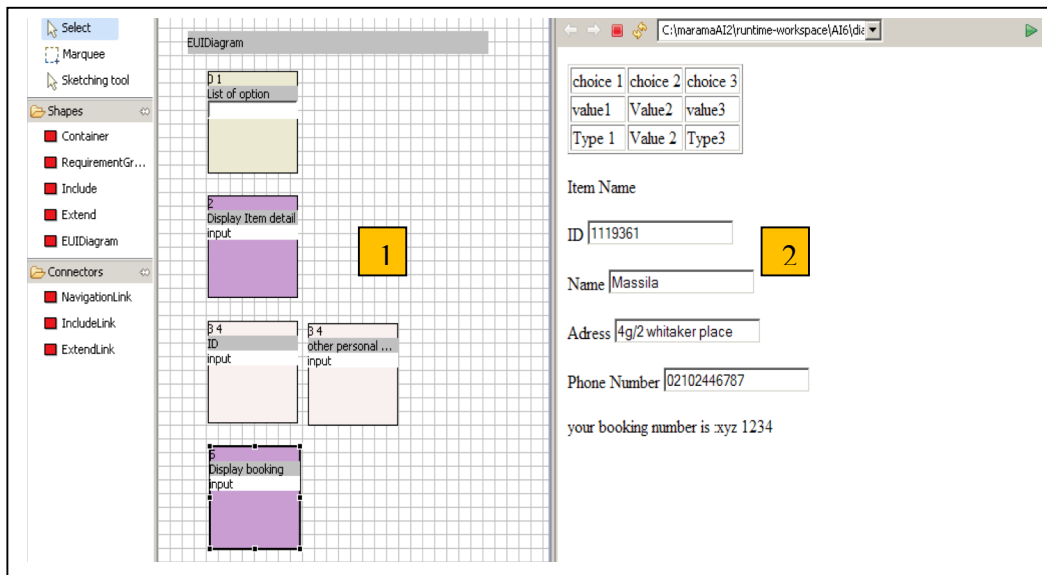 Select
Marquee
Sketching tool
Shapes
Container
RequirementGr...
Include
Extend
EUIDiagram
Connectors
NavigationLink
IncludeLink
ExtendLink
EUIDiagram
0 1
List of option
2
Display Item detail
input
1
3 4
ID
input
3 4
other personal ...
input
5
Display booking
input
C:\maramaAI2\runtime-workspace\AI6\dia
choice 1 choice 2 choice 3
value1 Value2 value3
Type 1 Value 2 Type3
Item Name
ID 1119361
2
Name Massila
Adress 4g/2 whitaker place
Phone Number 02102446787
your booking number is :xyz 1234